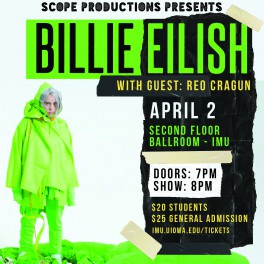 SCOPE PRODUCTIONS PRESENTS
BILLIE EILISH
WITH GUEST: REO CRAGUN
APRIL 2
SECOND FLOOR
BALLROOM - IMU
DOORS: 7PM
SHOW: 8PM
$20 STUDENTS
$25 GENERAL ADMISSION
IMU.UIOWA.EDU/TICKETS